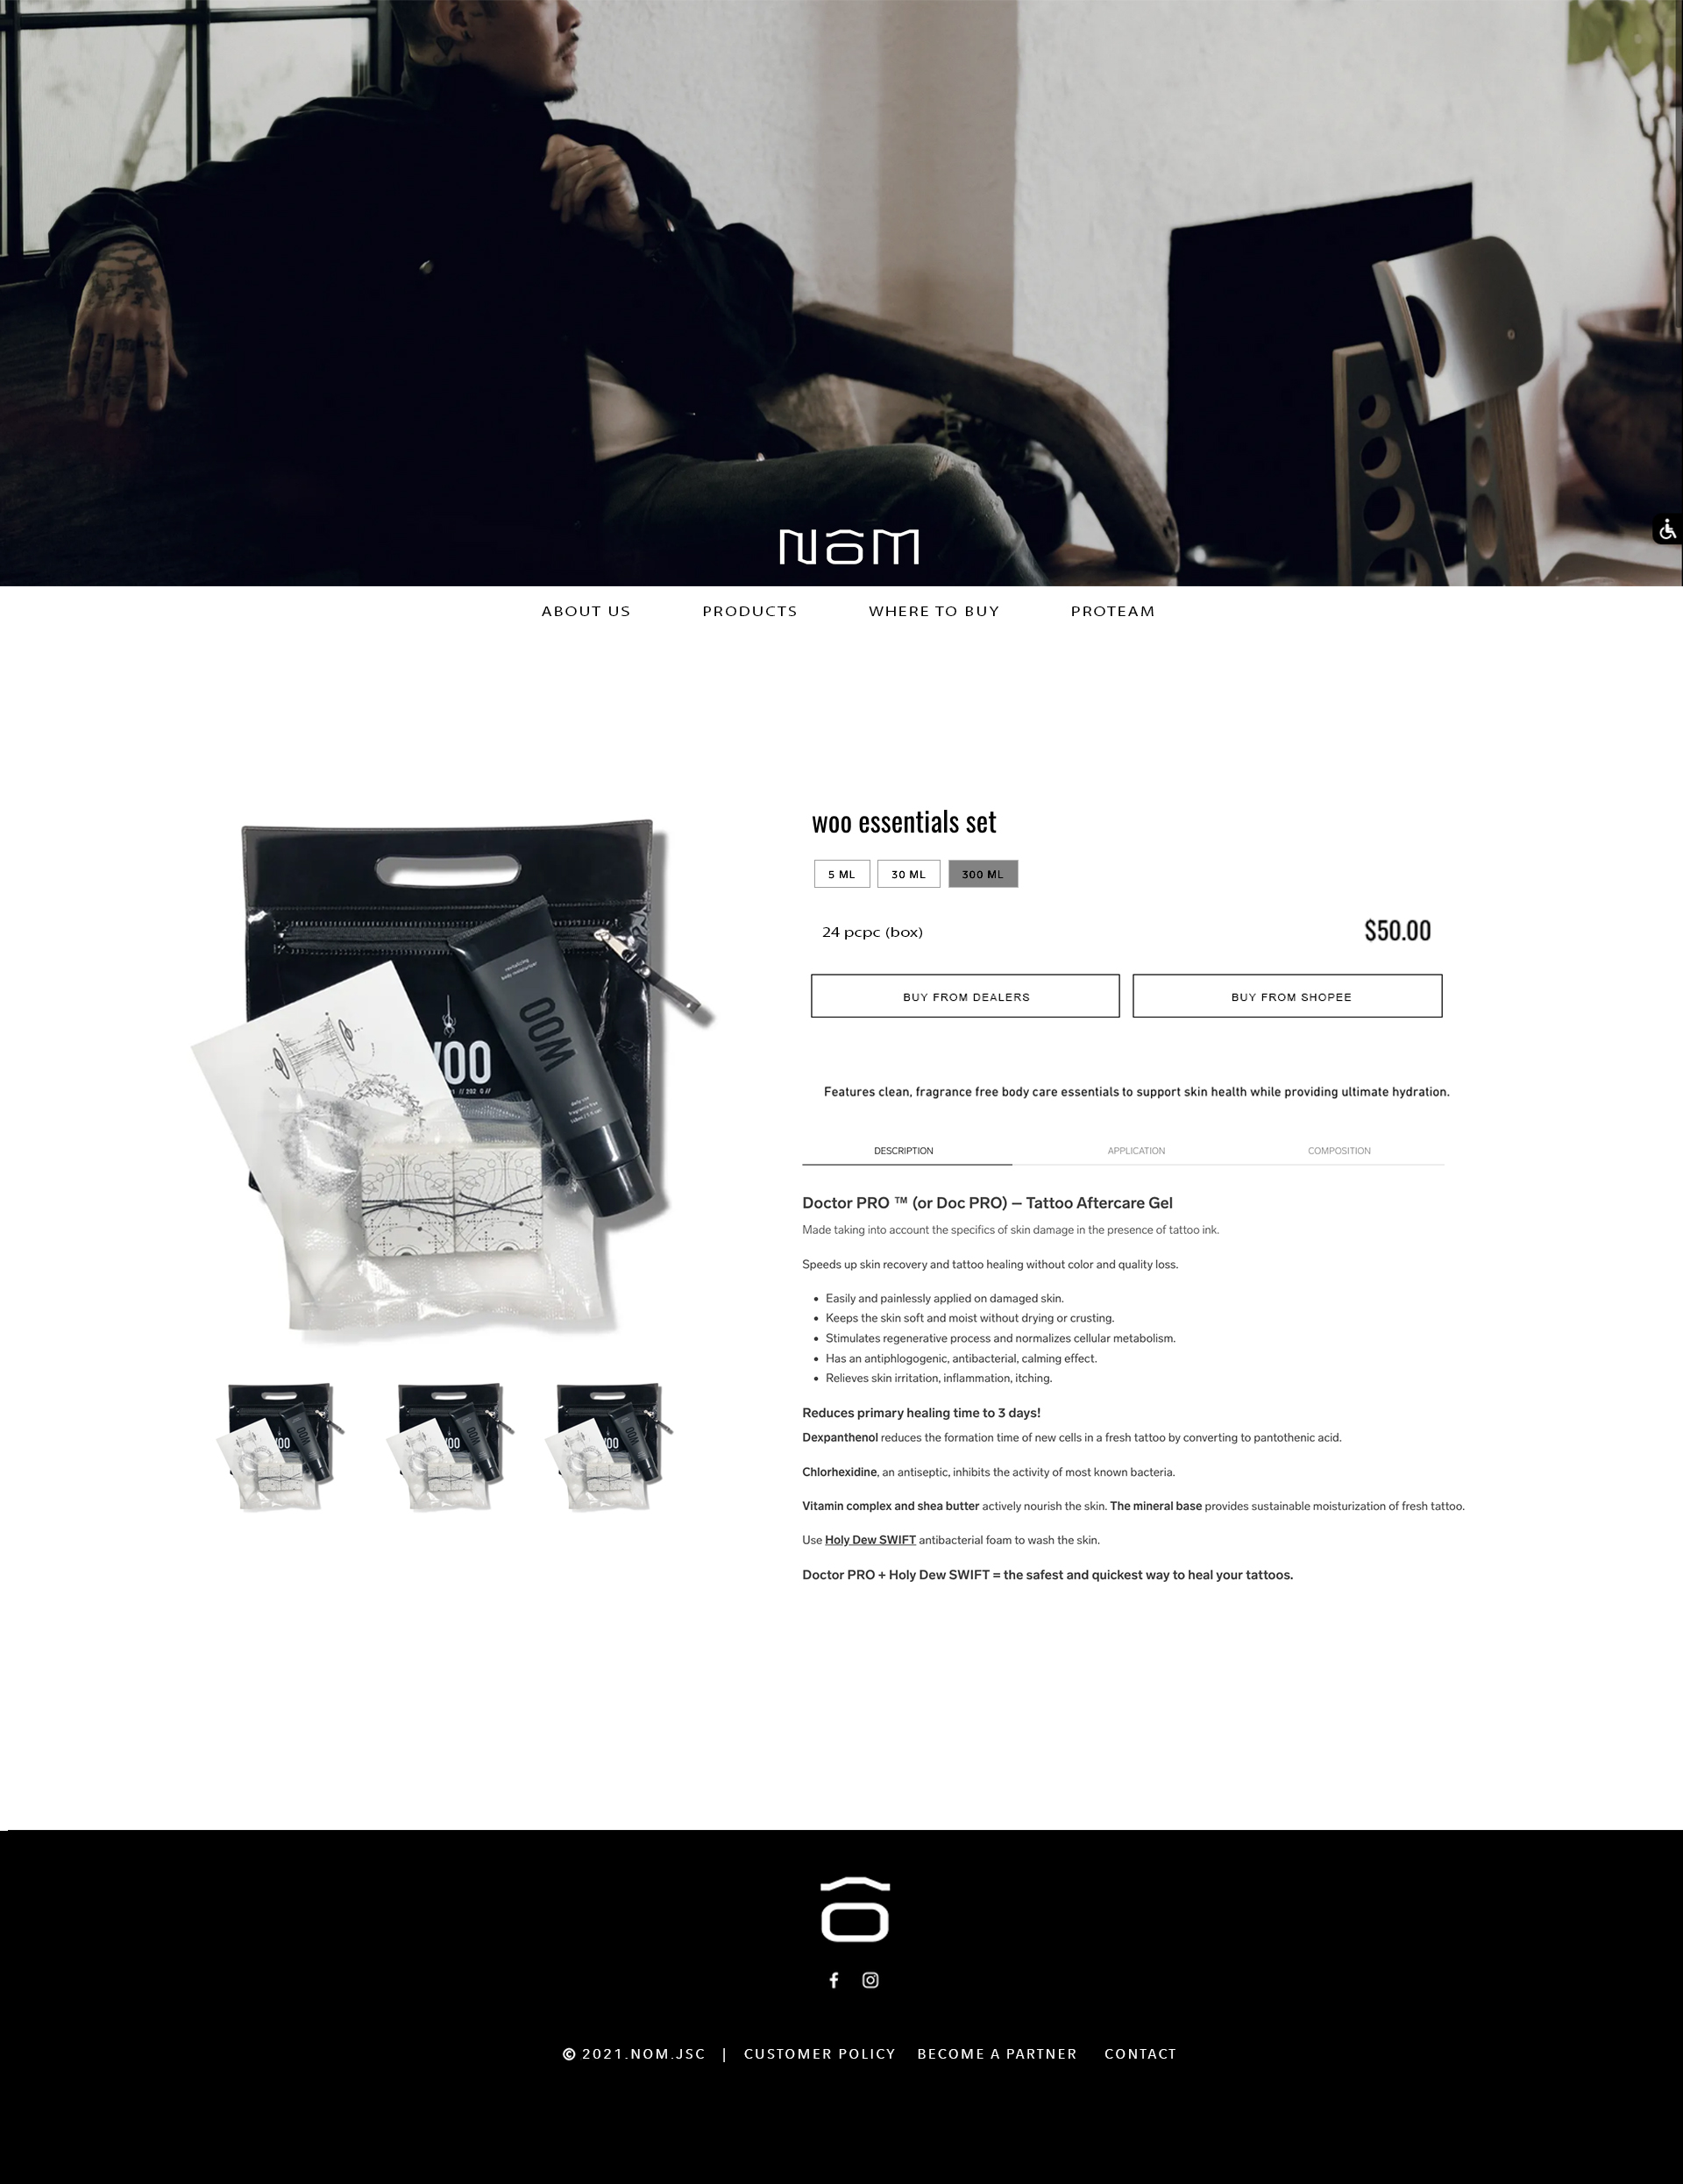 NôM
ABOUT US PRODUCTS WHERE TO BUY PROTEAM
woo essentials set
5 ML 30 ML 300 ML
24 pcpc (box) $50.00
BUY FROM DEALERS BUY FROM SHOPEE
revitalizing
body moisturizer
WOO
daily use
fragrance free
Features clean, fragrance free body care essentials to support skin health while providing ultimate hydration.
DESCRIPTION APPLICATION COMPOSITION
Doctor PRO ™ (or Doc PRO) – Tattoo Aftercare Gel
Made taking into account the specifics of skin damage in the presence of tattoo ink.
Speeds up skin recovery and tattoo healing without color and quality loss.
• Easily and painlessly applied on damaged skin.
• Keeps the skin soft and moist without drying or crusting.
• Stimulates regenerative process and normalizes cellular metabolism.
• Has an antiphlogogenic, antibacterial, calming effect.
• Relieves skin irritation, inflammation, itching.
Reduces primary healing time to 3 days!
Dexpanthenol reduces the formation time of new cells in a fresh tattoo by converting to pantothenic acid.
Chlorhexidine, an antiseptic, inhibits the activity of most known bacteria.
Vitamin complex and shea butter actively nourish the skin. The mineral base provides sustainable moisturization of fresh tattoo.
Use Holy Dew SWIFT antibacterial foam to wash the skin.
Doctor PRO + Holy Dew SWIFT = the safest and quickest way to heal your tattoos.
ô
© 2021.NOM.JSC | CUSTOMER POLICY BECOME A PARTNER CONTACT